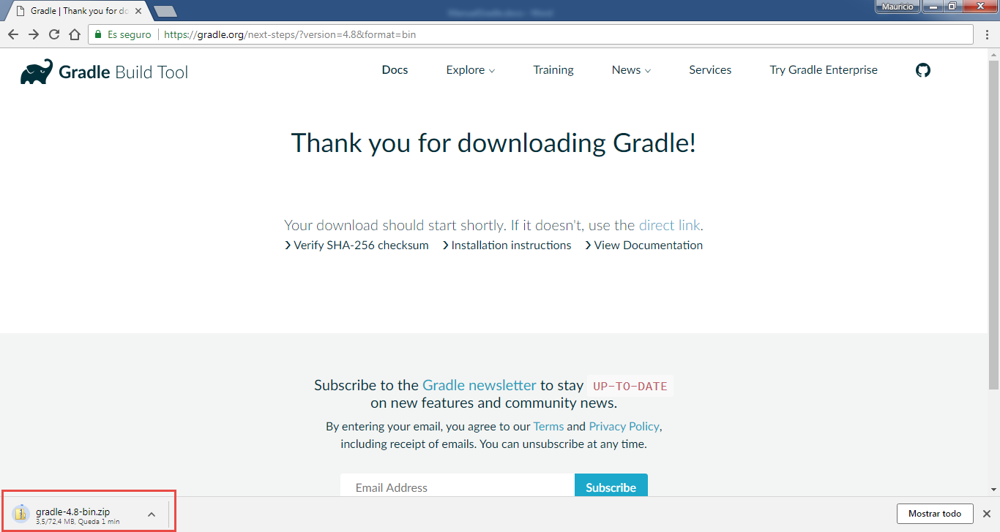 Gradle | Thank you for do
Mauricio
Es seguro
https://gradle.org/next-steps/?version=4.8&format=bin
Gradle Build Tool
Docs
Explore
Training
News
Services
Try Gradle Enterprise
Thank you for downloading Gradle!
Your download should start shortly. If it doesn't, use the direct link.
Verify SHA-256 checksum
Installation instructions
View Documentation
Subscribe to the Gradle newsletter to stay UP-TO-DATE
on new features and community news.
By entering your email, you agree to our Terms and Privacy Policy,
including receipt of emails. You can unsubscribe at any time.
Email Address
Subscribe
gradle-4.8-bin.zip
3,5/72,4 MB, Queda 1 min
Mostrar todo